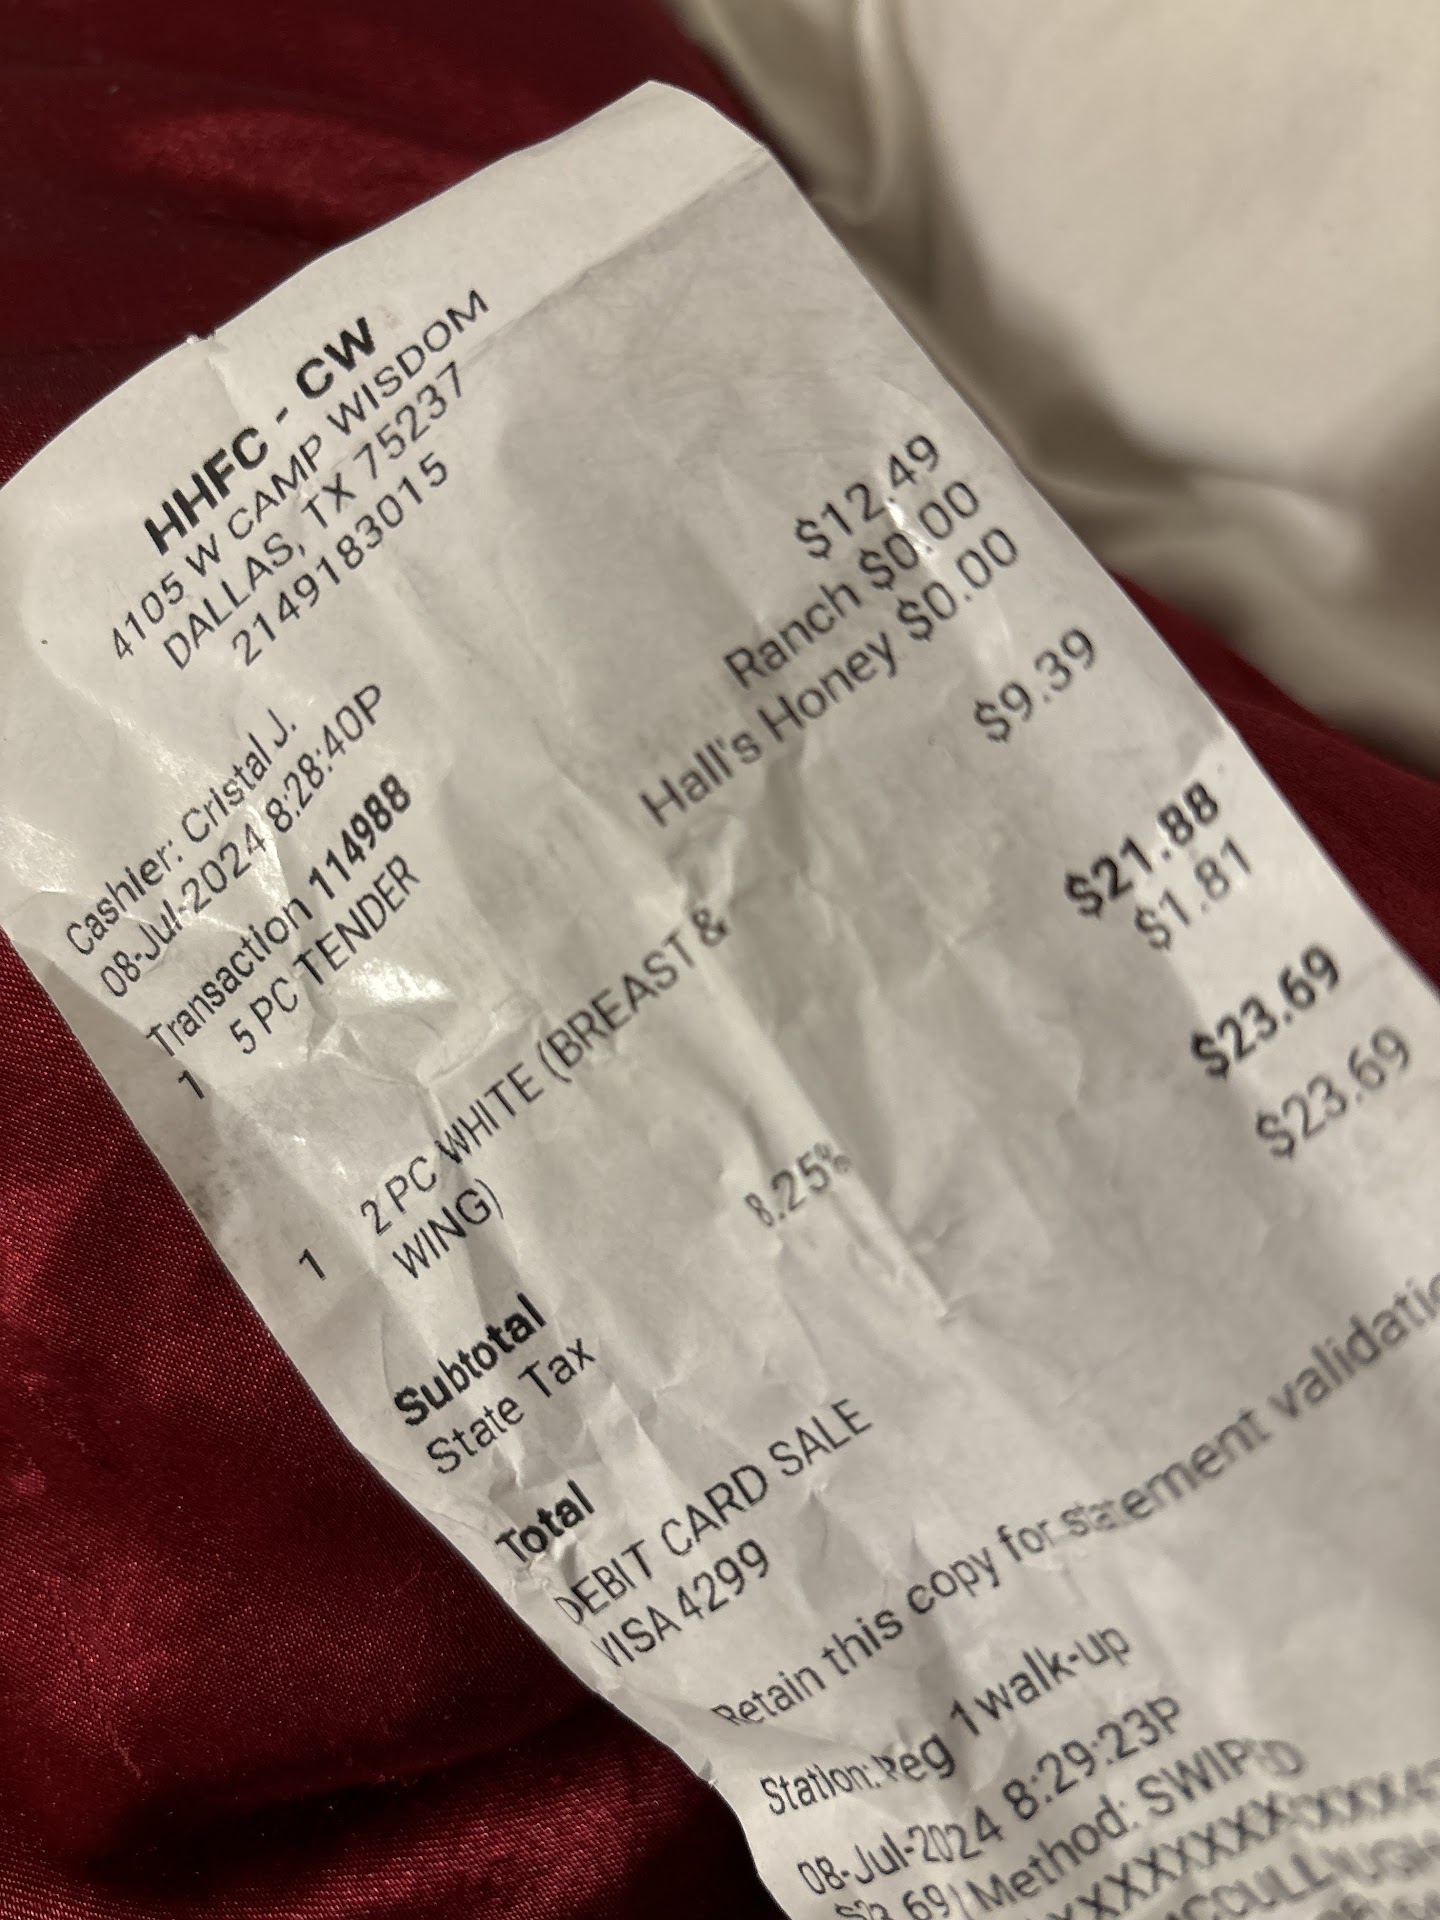 HHFC - CW
4105 W CAMP WISDOM
DALLAS, TX 75237
2149183015
Cashier: Cristal J.
08-Jul-2024 8:28:40P
Transaction 114988
1 5 PC TENDER $12.49
Ranch $0.00
Hall's Honey $0.00
1 2 PC WHITE (BREAST & $9.39
WING)
Subtotal $21.88
State Tax 8.25% $1.81
Total $23.69
DEBIT CARD SALE $23.69
VISA 4299
Retain this copy for statement
Station: Reg 1 walk-up
08-Jul-2024 8:29:23P
$23.69 | Method: SWIPED